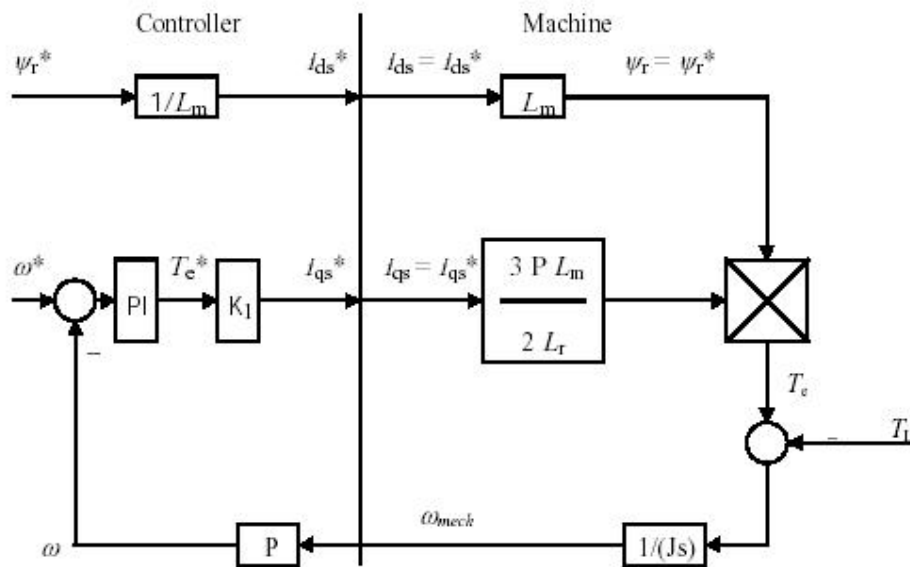 Controller
Machine
ψr*
1/Lm
ids*
ids = ids*
Lm
ψr = ψr*
ω*
PI
Te*
K1
iqs*
iqs = iqs*
3 P Lm
2 Lr
Te
–
–
ω
P
ωmech
1/(Js)